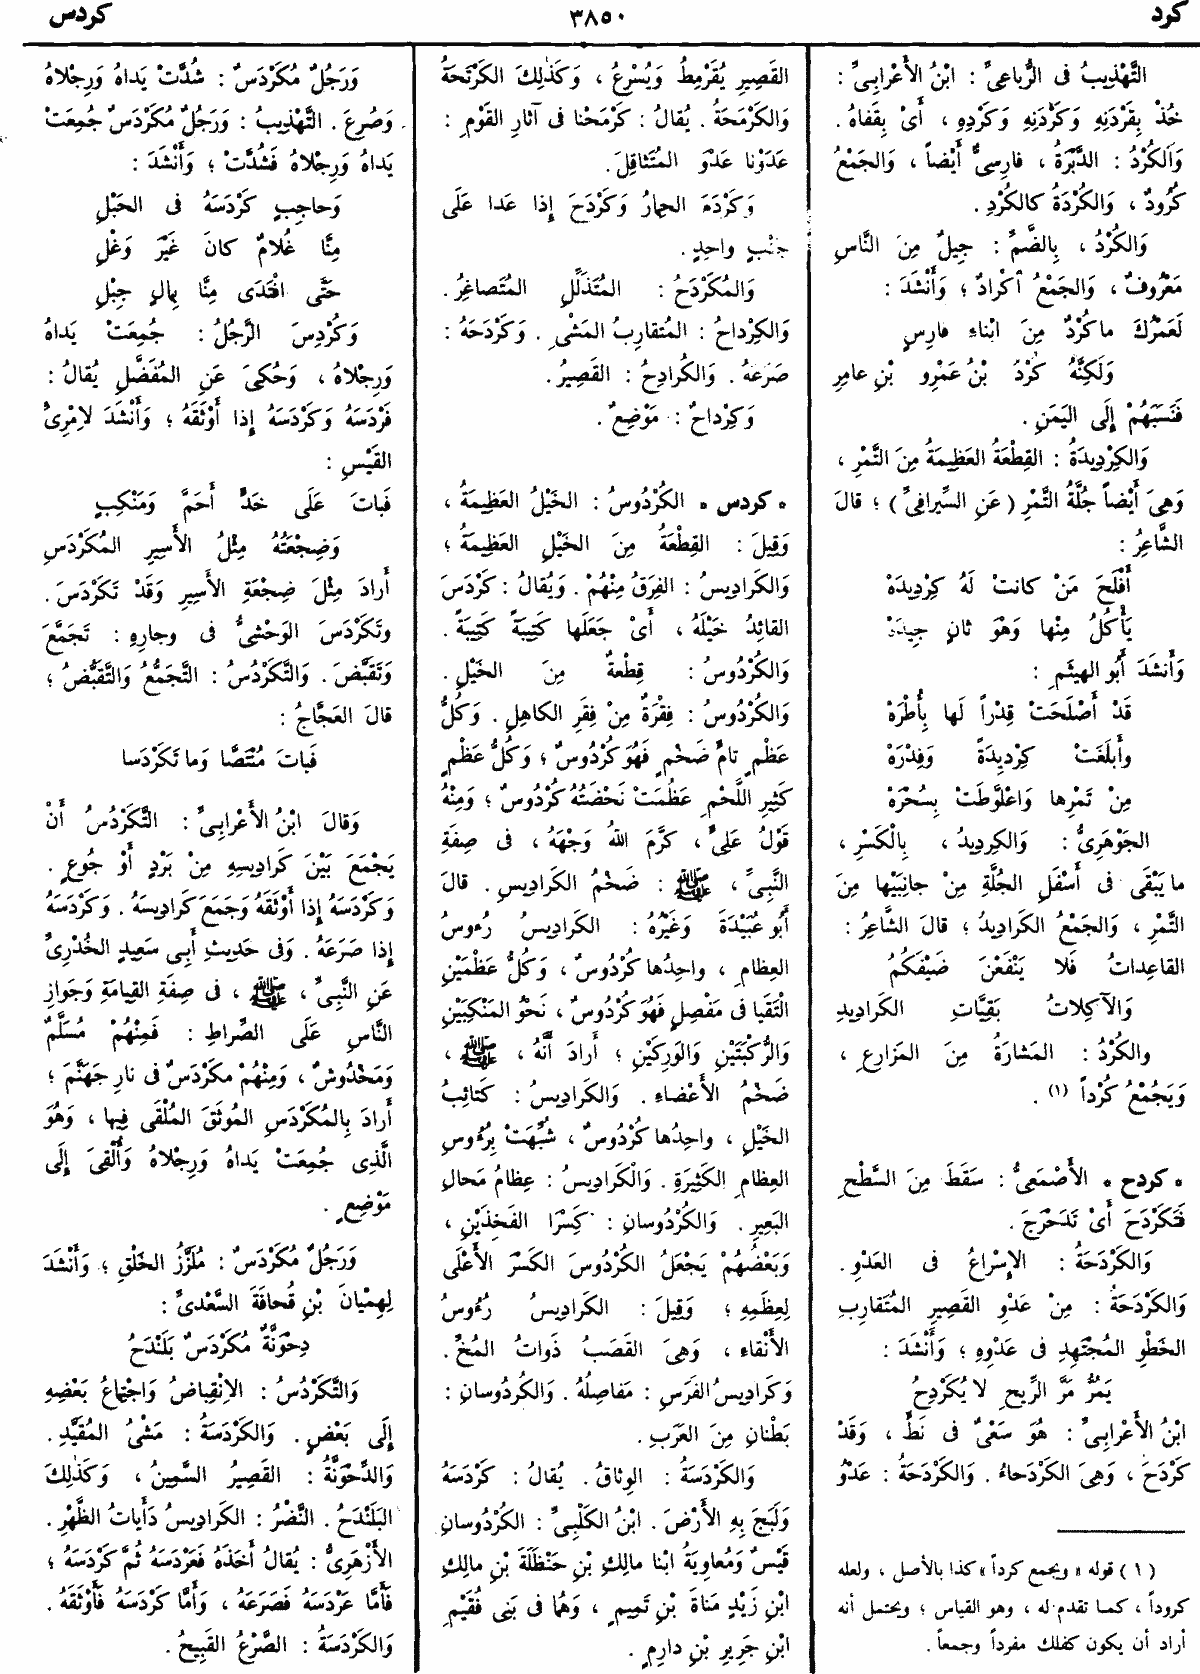 كرد
٣٨٥٠
كردس
التَّهْذِيبُ فى الرُّباعِىِّ : ابْنُ الأَعْرابِىِّ :
خُذْ بِقَرْدَنِهِ وَكَرْدَنِهِ وَكَرْدِهِ ، أَىْ بِقَفاهُ .
وَالكُرْدُ : الدَّبْرَةُ ، فارِسىٌّ أَيْضاً ، وَالجَمْعُ
كُرُودٌ ، وَالكُرْدَةُ كالكُرْدِ .
وَالكُرْدُ ، بِالضَّمِّ : جِيلٌ مِنَ النَّاسِ
مَعْرُوفٌ ، وَالجَمْعُ أَكْرادٌ ؛ وَأَنْشَدَ :
لَعَمْرُكَ ما كُرْدٌ مِنَ ابْناءِ فارِسٍ
وَلَكِنَّهُ كُرْدُ بْنُ عَمْرِو بْنِ عامِرِ
فَنَسَبَهُمْ إِلَى اليَمَنِ .
وَالكِرْدِيدَةُ : القِطْعَةُ العَظِيمَةُ مِنَ التَّمْرِ ،
وَهِىَ أَيْضاً جُلَّةُ التَّمْرِ ( عَنِ السِّيرافِىِّ ) ؛ قالَ
الشَّاعِرُ :
أَفْلَحَ مَنْ كانَتْ لَهُ كِرْدِيدَهْ
يَأْكُلُ مِنْها وَهْوَ ثانٍ جِيدَهْ
وَأَنشَدَ أَبُو الهيثَمِ :
قَدْ أَصْلَحَتْ قِدْراً لَها بِأُطْرَهْ
وأَبلَغَتْ كِرْدِيدَةً وَفِدْرَهْ
مِنْ تَمْرِها وَاعْلَوَّطَتْ بِسُحْرَهْ
الجَوْهَرِىُّ : وَالكِرِدِيدُ ، بِالْكَسْرِ ،
ما يَبْقَى فى أَسْفَلِ الجُلَّةِ مِنْ جانِبَيْها مِنَ
التَّمْرِ ، وَالجَمْعُ الكَرادِيدُ ؛ قالَ الشَّاعِرُ :
القاعِداتُ فَلا يَنْفَعْنَ ضَيْفَكُمُ
وَالآكِلاتُ بَقِيَّاتِ الكَرادِيدِ
والكُرْدُ : المَشارَةُ مِنَ المَزارِعِ ،
وَيَجْمَعُ كُرْداً (١) .
* كردح * الأَصْمَعِىُّ : سَقَطَ مِنَ السَّطْحِ
فَتَكَرْدَحَ أَىْ تَدَحْرَجَ .
وَالكَرْدَحَةُ : الإِسْراعُ فى العَدْوِ .
وَالكَرْدَحَةُ : مِنْ عَدْوِ القَصِيرِ المُتَقارِبِ
الخَطْوِ المُجْتَهِدِ فى عَدْوِهِ ؛ وَأَنْشَدَ :
يَمُرُّ مَرَّ الرِّيحِ لا يُكَرْدِحُ
ابْنُ الأَعْرابِىِّ : هُوَ سَعْىٌ فى نَطٍّ ، وَقَدْ
كَرْدَحَ ، وَهِىَ الكَرْدَحاءُ . وَالكَرْدَحَةُ : عَدْوُ
( ١ ) قوله « ويجمع كرداً » كذا بالأصل ، ولعله
كروداً ، كما تقدم له ، وهو القياس ؛ ويحتمل أنه
أراد أن يكون كفلك مفرداً وجمعاً .
القَصِيرِ يُقَرْمِطُ وَيُسْرِعُ ، وَكَذٰلِكَ الكَرْتَحَةُ
وَالكَرْمَحَةُ . يُقالُ : كَرْمَحْنا فى آثارِ القَوْمِ :
عَدَوْنا عَدْوَ المُتَثاقِلَ .
وَكَرْدَمَ الحِمارُ وَكَرْدَحَ إِذا عَدا عَلَى
جَنْبٍ واحِدٍ .
وَالمُكَرْدَحُ : المُتَذَلِّلِ المُتَصاغِرُ .
وَالكِرْداحُ : المُتقارِبُ المَشْىِ . وَكَرْدَحَهُ :
صَرَعَهُ . وَالكُرادِحُ : القَصِيرُ .
وَكِرْداحٌ : مَوْضِعٌ .
* كردس * الكُرْدُوسُ : الخَيْلُ العَظِيمَةُ ،
وَقِيلَ : القِطْعَةُ مِنَ الخَيْلِ العَظِيمَةُ ؛
وَالكَرادِيسُ : الفِرَقُ مِنْهُمْ . وَيُقالُ : كَرْدَسَ
القائِدُ خَيْلَهُ ، أَىْ جَعَلَها كَتِيبَةً كَتِيبَةً .
وَالكُرْدُوسُ : قِطْعةٌ مِنَ الخَيْلِ .
وَالكُرْدُوسُ : فِقْرَةٌ مِنْ فِقَرِ الكاهِلِ . وَكُلُّ
عَظْمٍ تامٍّ ضَخْمٍ فَهُوَ كُرْدُوسٌ ؛ وَكُلُّ عَظْمٍ
كَثِيرِ اللَّحْمِ عَظُمَتْ نَحْضَتُهُ كُرْدُوسٌ ؛ وَمِنْهُ
قَوْلُ عَلِىٍّ ، كَرَّمَ اللهُ وَجْهَهُ ، فى صِفَةِ
النَّبِىِّ ، ﷺ : ضَخْمُ الكَرادِيسِ . قالَ
أَبُو عُبَيْدَةَ وَغَيْرُهُ : الكَرادِيسُ رُءُوسُ
العِظامِ ، واحِدُها كُرْدُوسٌ ، وَكُلُّ عَظْمَيْنِ
الْتَقَيا فى مَفْصِلٍ فَهُوَ كُرْدُوسٌ ، نَحْوُ المَنْكِبَيْنِ
وَالرُّكْبَتَيْنِ وَالوَرِكَيْنِ ؛ أَرادَ أَنَّهُ ، ﷺ ،
ضَخْمُ الأَعْضاءِ . وَالكَرادِيسُ : كَتائِبُ
الخَيْلِ ، واحِدُها كُرْدُوسٌ ، شُبِّهَتْ بِرُءُوسِ
العِظامِ الكَثِيرَةِ . وَالْكَرادِيسُ : عِظامُ مَحالِ
البَعِيرِ . وَالكُرْدُوسانِ : كَسْرَا الفَخِذَيْنِ ،
وَبَعْضُهُمْ يَجْعَلُ الكُرْدُوسَ الكَسْرَ الأَعْلَى
لِعِظَمِهِ ؛ وَقِيلَ : الكَرادِيسُ رُءُوسُ
الأَنْقاءِ ، وَهِىَ القَصَبُ ذَواتُ المُخِّ .
وَكَرادِيسُ الفَرَسِ : مَفاصِلُهُ . وَالكُرْدُوسانِ :
بَطْنانِ مِنَ العَرَبِ .
وَالكَرْدَسَةُ : الوِثاقُ . يُقالُ : كَرْدَسَهُ
وَلَبَجَ بِهِ الأَرْضَ . ابْنُ الكَلْبِىِّ : الكُرْدُوسانِ
قَيْسٌ وَمُعاوِيَةُ ابْنا مالِكِ بْنِ حَنْظَلَةَ بْنِ مالِكِ
ابْنِ زَيْدِ مَناةَ بْنِ تَمِيمٍ ، وَهُما فى بَنِى فُقَيْمِ
ابْنِ جَرِيرِ بْنِ دارِمٍ .
وَرَجُلٌ مُكَرْدَسٌ : شُدَّتْ يَداهُ وَرِجْلاهُ
وَصُرِعَ . التَّهْذِيبُ : وَرَجُلٌ مُكَرْدَسٌ جُمِعَتْ
يَداهُ وَرِجْلاهُ فَشُدَّتْ ؛ وَأَنْشَدَ :
وَحاجِبٍ كَرْدَسَهُ فى الحَبْلِ
مِنَّا غُلامٌ كانَ غَيْرَ وَغْلِ
حَتَّى افْتَدَى مِنَّا بِمالٍ جِبْلِ
وَكُرْدِسَ الرَّجُلُ : جُمِعَتْ يَداهُ
وَرِجْلاهُ ، وَحُكِىَ عَنِ المُفَضَّلِ يُقالُ :
فَرْدَسَهُ وَكَرْدَسَهُ إِذا أَوْثَقَهُ ؛ وَأَنْشَدَ لاِمْرِئِ
القَيْسِ :
فَباتَ عَلَى خَدٍّ أَحَمَّ وَمَنْكِبٍ
وَضِجْعَتُهُ مِثْلُ الأَسِيرِ المُكَرْدَسِ
أَرادَ مِثْلَ ضِجْعَةِ الأَسِيرِ وَقَدْ تَكَرْدَسَ .
وتَكَرْدَسَ الوَحْشِىُّ فى وجارِهِ : تَجَمَّعَ
وَتَقَبَّضَ . وَالتَّكَرْدُسُ : التَّجَمُّعُ وَالتَّقَبُّضُ ؛
قالَ العَجَّاجُ :
فَباتَ مُنْتَصًّا وَما تَكَرْدَسا
وَقالَ ابْنُ الأَعْرابِىِّ : التَّكَرْدُسُ أَنْ
يَجْمَعَ بَيْنَ كَرادِيسِهِ مِنْ بَرْدٍ أَوْ جُوعٍ .
وَكَرْدَسَهُ إِذا أَوْثَقَهُ وَجَمَعَ كَرادِيسَهُ . وَكَرْدَسَهُ
إِذا صَرَعَهُ . وَفى حَدِيثِ أَبِى سَعِيدٍ الخُدْرِىِّ
عَنِ النَّبِىِّ ، ﷺ ، فى صِفَةِ القِيامَةِ وَجَوازِ
النَّاسِ عَلَى الصِّراطِ : فَمِنْهُمْ مُسَلَّمٌ
وَمَخْدُوشٌ ، وَمِنْهُمْ مكَرْدَسٌ فى نارِ جَهَنَّمَ ؛
أَرادَ بِالمُكَرْدَسِ المُوثَقَ المُلْقَى فِيها ، وَهُوَ
الَّذِى جُمِعَتْ يَداهُ وَرِجْلاهُ وَأُلْقِىَ إِلَى
مَوْضِعٍ .
وَرَجُلٌ مُكَرْدَسٌ : مُلَزَّزُ الخَلْقِ ؛ وَأَنْشَدَ
لِهِمْيانَ بْنِ قُحافَةَ السَّعْدِىِّ :
دِحْوَنَّةٌ مُكَرْدَسٌ بَلَنْدَحُ
وَالتَّكَرْدُسُ : الاِنْقِباضُ وَاجْتِماعُ بَعْضِهِ
إِلَى بَعْضٍ . وَالكَرْدَسَةُ : مَشْىُ المُقَيَّدِ .
وَالدِّحْوَنَّةُ : القَصِيرُ السَّمِينُ ، وَكَذٰلِكَ
البَلَنْدَحُ . النَّضْرُ : الكَرادِيسُ دَأَياتُ الظَّهْرِ .
الأَزْهَرِىُّ : يُقالُ أَخَذَهُ فَعَرْدَسَهُ ثُمَّ كَرْدَسَهُ ؛
فَأَمَّا عَرْدَسَهُ فَصَرَعَهُ ، وَأَمَّا كَرْدَسَهُ فَأَوْثَقَهُ .
وَالكَرْدَسَةُ : الصَّرْعُ القَبِيحُ .